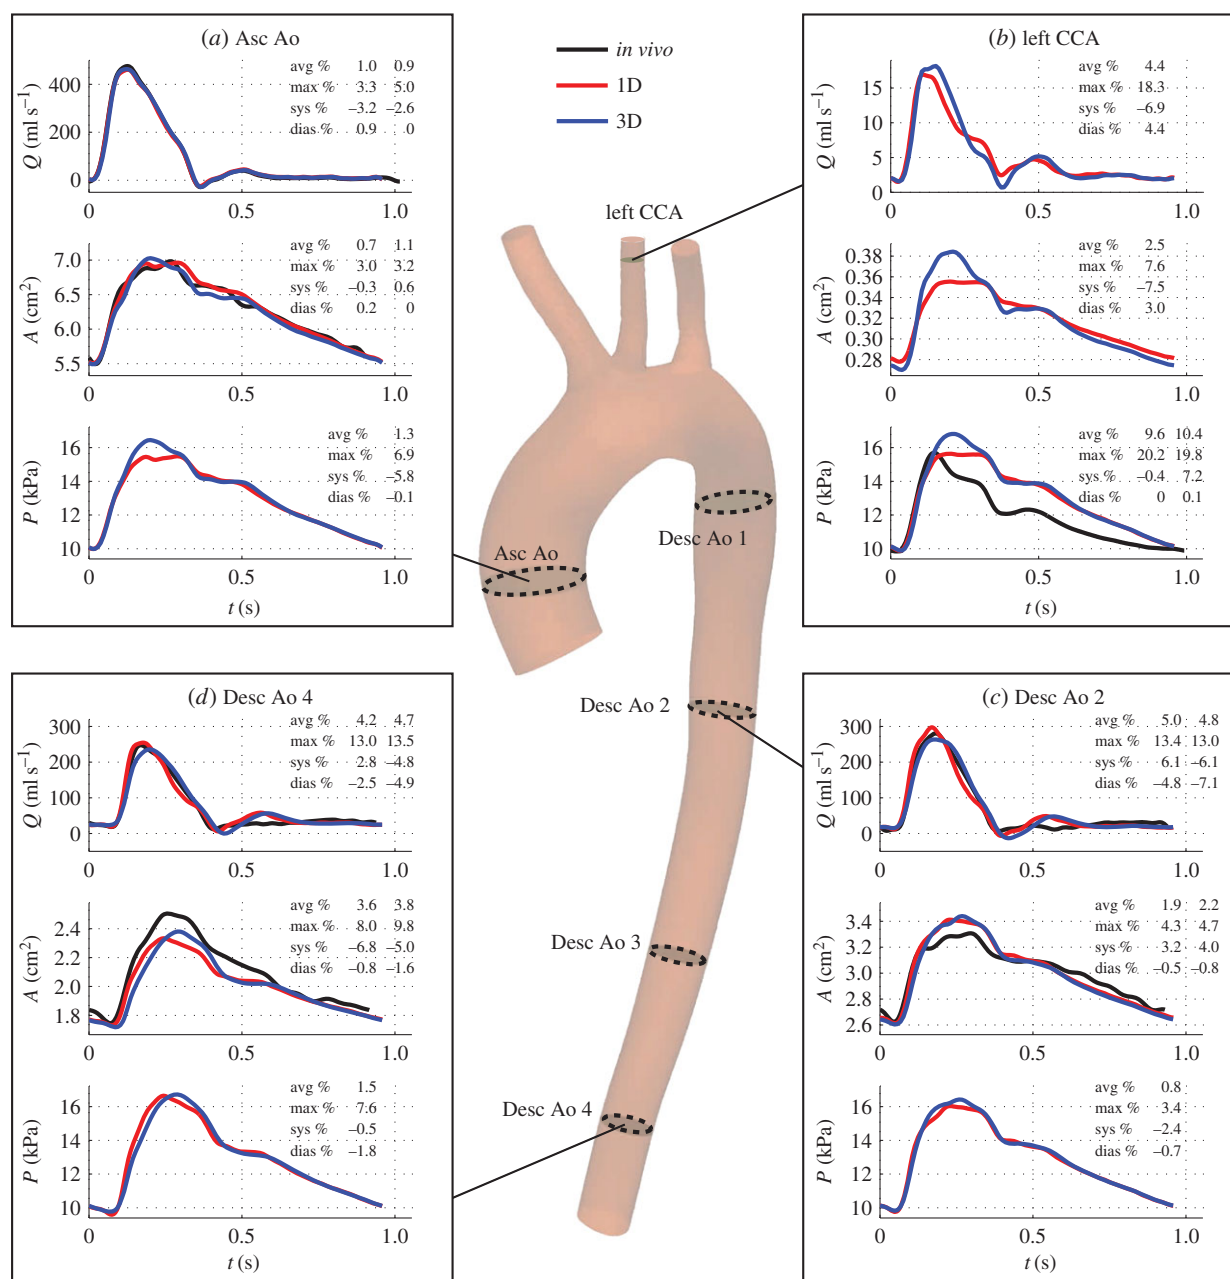 (a) Asc Ao
avg % 1.0 0.9
max % 3.3 5.0
sys % –3.2 –2.6
dias % 0.9 0
Q (ml s⁻¹)
400
200
0
0 0.5 1.0
avg % 0.7 1.1
max % 3.0 3.2
sys % –0.3 0.6
dias % 0.2 0
A (cm²)
7.0
6.5
6.0
5.5
0 0.5 1.0
avg % 1.3
max % 6.9
sys % –5.8
dias % –0.1
P (kPa)
16
14
12
10
0 0.5 1.0
t (s)
in vivo
1D
3D
(b) left CCA
avg % 4.4
max % 18.3
sys % –6.9
dias % 4.4
Q (ml s⁻¹)
15
10
5
0
0 0.5 1.0
avg % 2.5
max % 7.6
sys % –7.5
dias % 3.0
A (cm²)
0.38
0.36
0.34
0.32
0.30
0.28
0 0.5 1.0
avg % 9.6 10.4
max % 20.2 19.8
sys % –0.4 7.2
dias % 0 0.1
P (kPa)
16
14
12
10
0 0.5 1.0
t (s)
left CCA
Asc Ao
Desc Ao 1
Desc Ao 2
Desc Ao 3
Desc Ao 4
(d) Desc Ao 4
avg % 4.2 4.7
max % 13.0 13.5
sys % 2.8 –4.8
dias % –2.5 –4.9
Q (ml s⁻¹)
300
200
100
0
0 0.5 1.0
avg % 3.6 3.8
max % 8.0 9.8
sys % –6.8 –5.0
dias % –0.8 –1.6
A (cm²)
2.4
2.2
2.0
1.8
0 0.5 1.0
avg % 1.5
max % 7.6
sys % –0.5
dias % –1.8
P (kPa)
16
14
12
10
0 0.5 1.0
t (s)
(c) Desc Ao 2
avg % 5.0 4.8
max % 13.4 13.0
sys % 6.1 –6.1
dias % –4.8 –7.1
Q (ml s⁻¹)
300
200
100
0
0 0.5 1.0
avg % 1.9 2.2
max % 4.3 4.7
sys % 3.2 4.0
dias % –0.5 –0.8
A (cm²)
3.4
3.2
3.0
2.8
2.6
0 0.5 1.0
avg % 0.8
max % 3.4
sys % –2.4
dias % –0.7
P (kPa)
16
14
12
10
0 0.5 1.0
t (s)